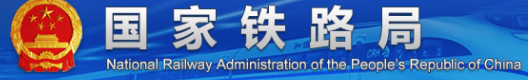 国家铁路局
National Railway Administration of the People's Republic of China